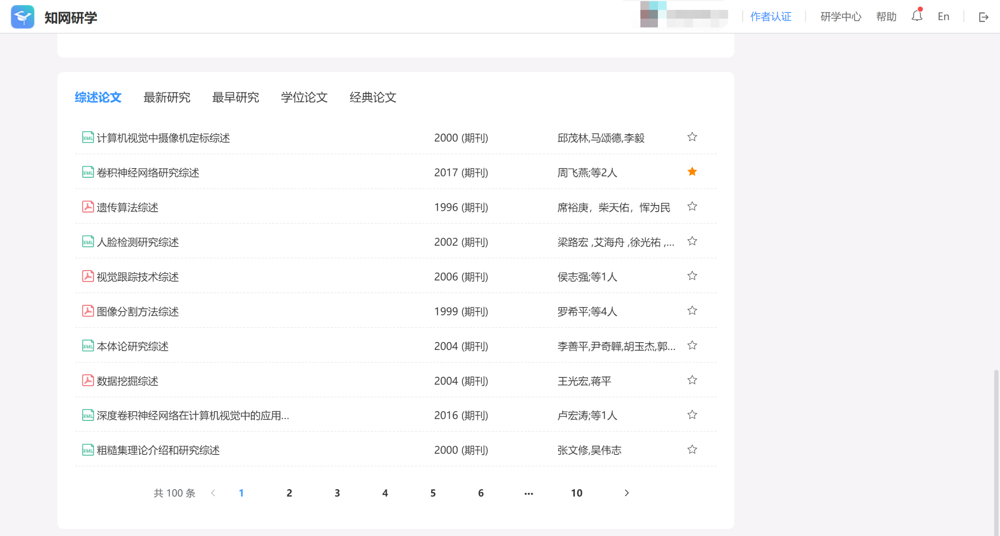 知网研学
作者认证 研学中心 帮助 En
综述论文 最新研究 最早研究 学位论文 经典论文
XML 计算机视觉中摄像机定标综述 2000 (期刊) 邱茂林,马颂德,李毅
XML 卷积神经网络研究综述 2017 (期刊) 周飞燕;等2人
遗传算法综述 1996 (期刊) 席裕庚，柴天佑，恽为民
XML 人脸检测研究综述 2002 (期刊) 梁路宏 ,艾海舟 ,徐光祐 ,...
视觉跟踪技术综述 2006 (期刊) 侯志强;等1人
图像分割方法综述 1999 (期刊) 罗希平;等4人
XML 本体论研究综述 2004 (期刊) 李善平,尹奇韡,胡玉杰,郭...
数据挖掘综述 2004 (期刊) 王光宏,蒋平
XML 深度卷积神经网络在计算机视觉中的应用... 2016 (期刊) 卢宏涛;等1人
XML 粗糙集理论介绍和研究综述 2000 (期刊) 张文修,吴伟志
共 100 条 < 1 2 3 4 5 6 ... 10 >